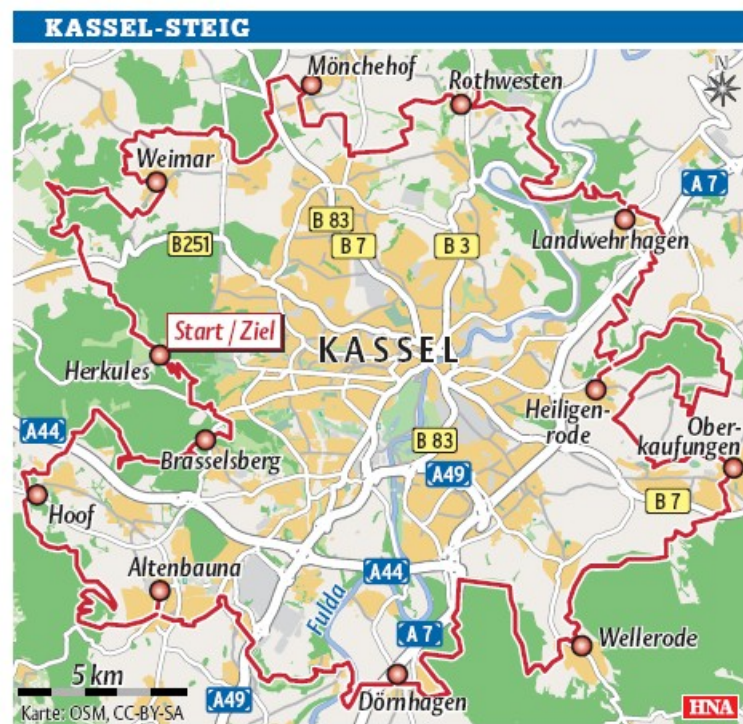 KASSEL-STEIG
Mönchehof
Rothwesten
N
Weimar
A 7
B 83
Landwehrhagen
B251
B 7
B 3
Start / Ziel
KASSEL
Herkules
Heiligen-
rode
Ober-
kaufungen
A44
Brasselsberg
B 83
A49
B 7
Hoof
Altenbauna
A44
Fulda
A 7
Wellerode
5 km
A49
Dörnhagen
Karte: OSM, CC-BY-SA
HNA